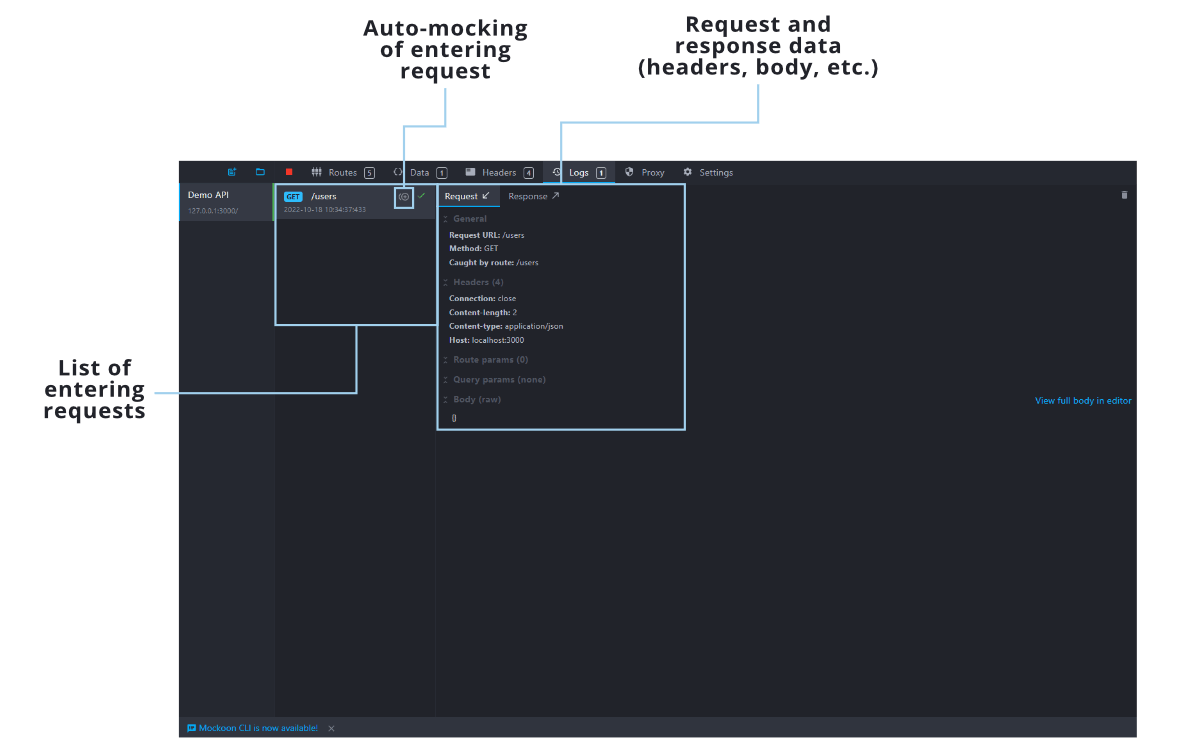 Auto-mocking
of entering
request
Request and
response data
(headers, body, etc.)
Routes 5 Data 1 Headers 4 Logs 1 Proxy Settings
Demo API
127.0.0.1:3000/
GET /users
2022-10-18 10:34:37:433
Request Response
General
Request URL: /users
Method: GET
Caught by route: /users
Headers (4)
Connection: close
Content-length: 2
Content-type: application/json
Host: localhost:3000
Route params (0)
Query params (none)
Body (raw)
{}
View full body in editor
List of
entering
requests
Mockoon CLI is now available!